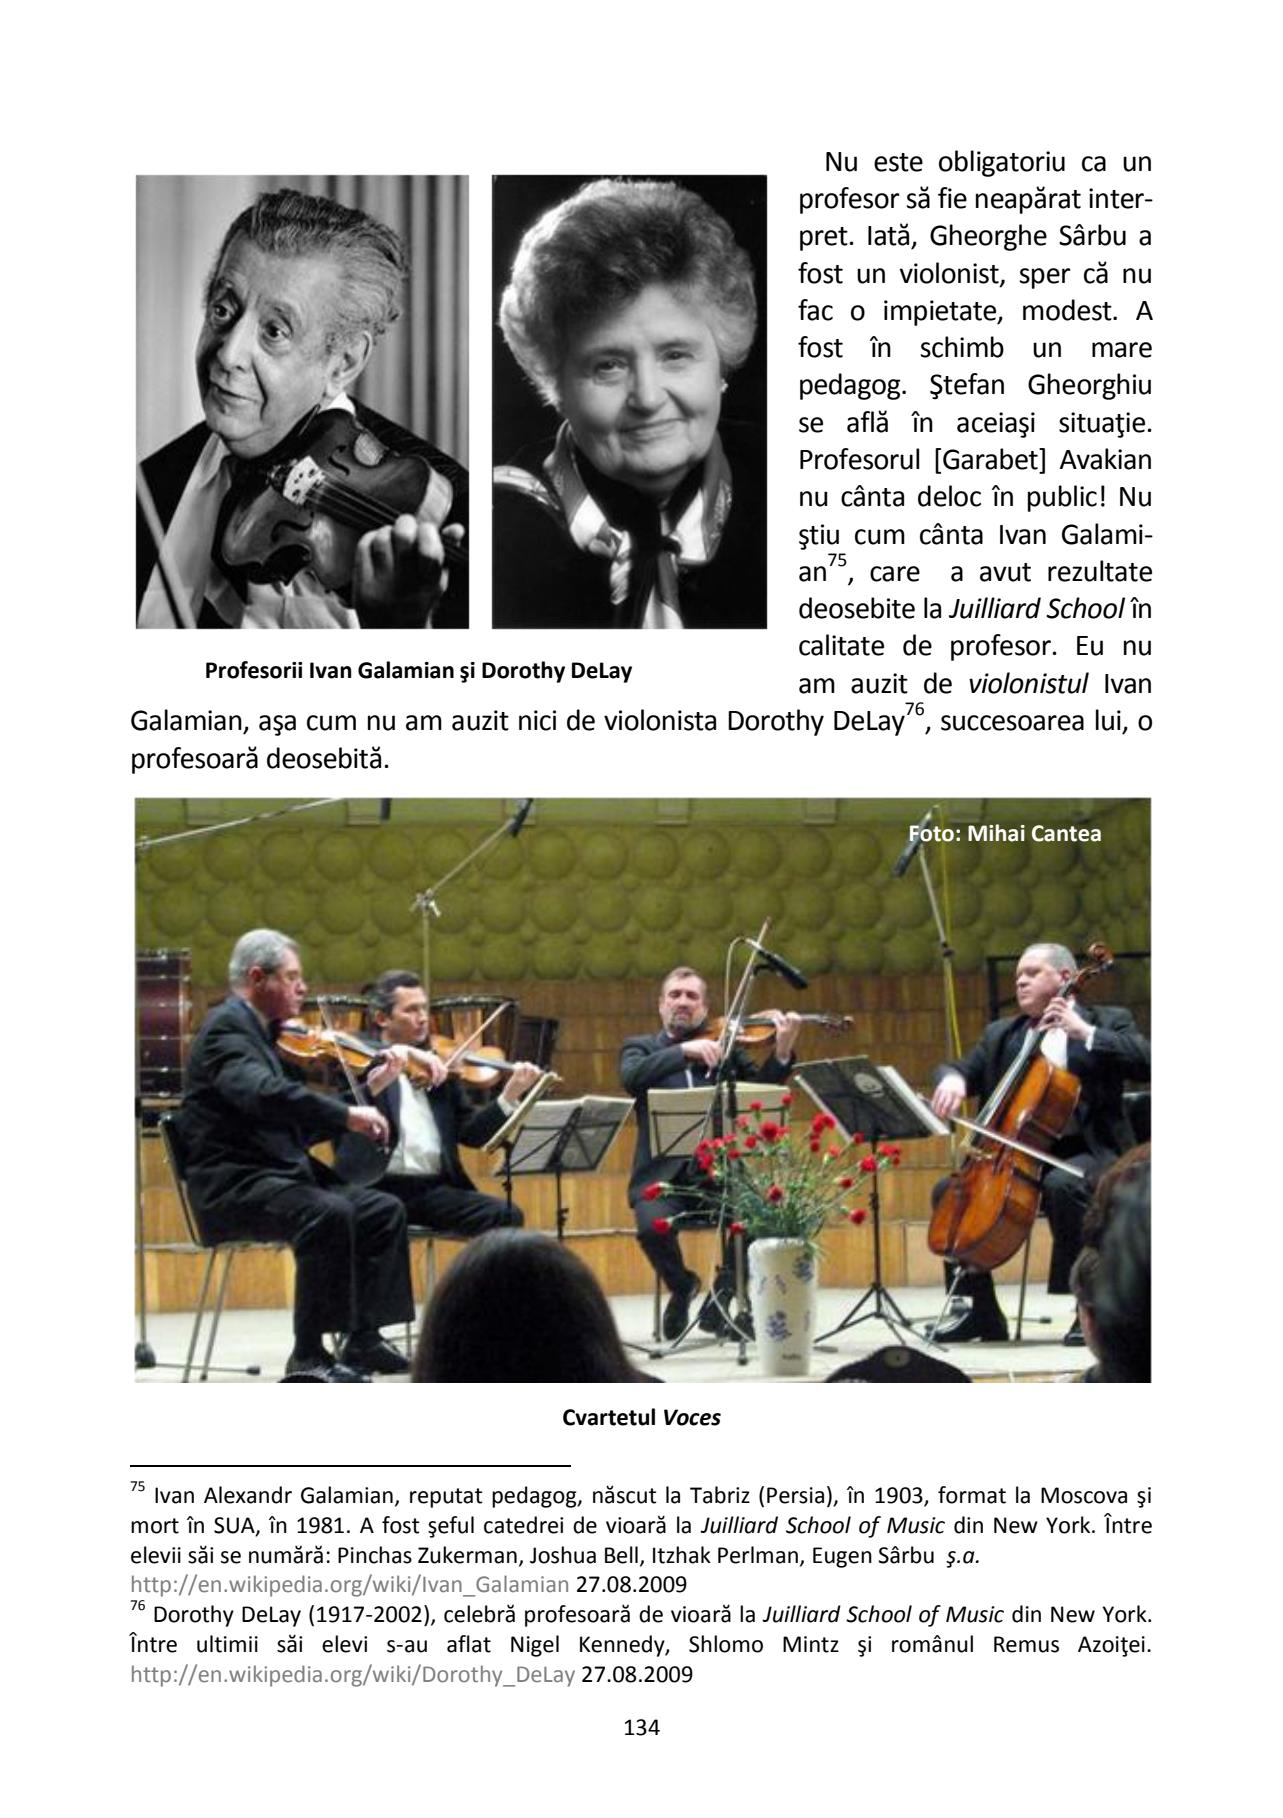 Nu este obligatoriu ca un
profesor să fie neapărat inter-
pret. Iată, Gheorghe Sârbu a
fost un violonist, sper că nu
fac o impietate, modest. A
fost în schimb un mare
pedagog. Ştefan Gheorghiu
se află în aceiaşi situaţie.
Profesorul [Garabet] Avakian
nu cânta deloc în public! Nu
ştiu cum cânta Ivan Galami-
an75, care a avut rezultate
deosebite la Juilliard School în
calitate de profesor. Eu nu
am auzit de violonistul Ivan
Profesorii Ivan Galamian şi Dorothy DeLay
Galamian, aşa cum nu am auzit nici de violonista Dorothy DeLay76, succesoarea lui, o
profesoară deosebită.
Foto: Mihai Cantea
Cvartetul Voces
75 Ivan Alexandr Galamian, reputat pedagog, născut la Tabriz (Persia), în 1903, format la Moscova şi
mort în SUA, în 1981. A fost şeful catedrei de vioară la Juilliard School of Music din New York. Între
elevii săi se numără: Pinchas Zukerman, Joshua Bell, Itzhak Perlman, Eugen Sârbu ş.a.
http://en.wikipedia.org/wiki/Ivan_Galamian 27.08.2009
76 Dorothy DeLay (1917-2002), celebră profesoară de vioară la Juilliard School of Music din New York.
Între ultimii săi elevi s-au aflat Nigel Kennedy, Shlomo Mintz şi românul Remus Azoiţei.
http://en.wikipedia.org/wiki/Dorothy_DeLay 27.08.2009
134